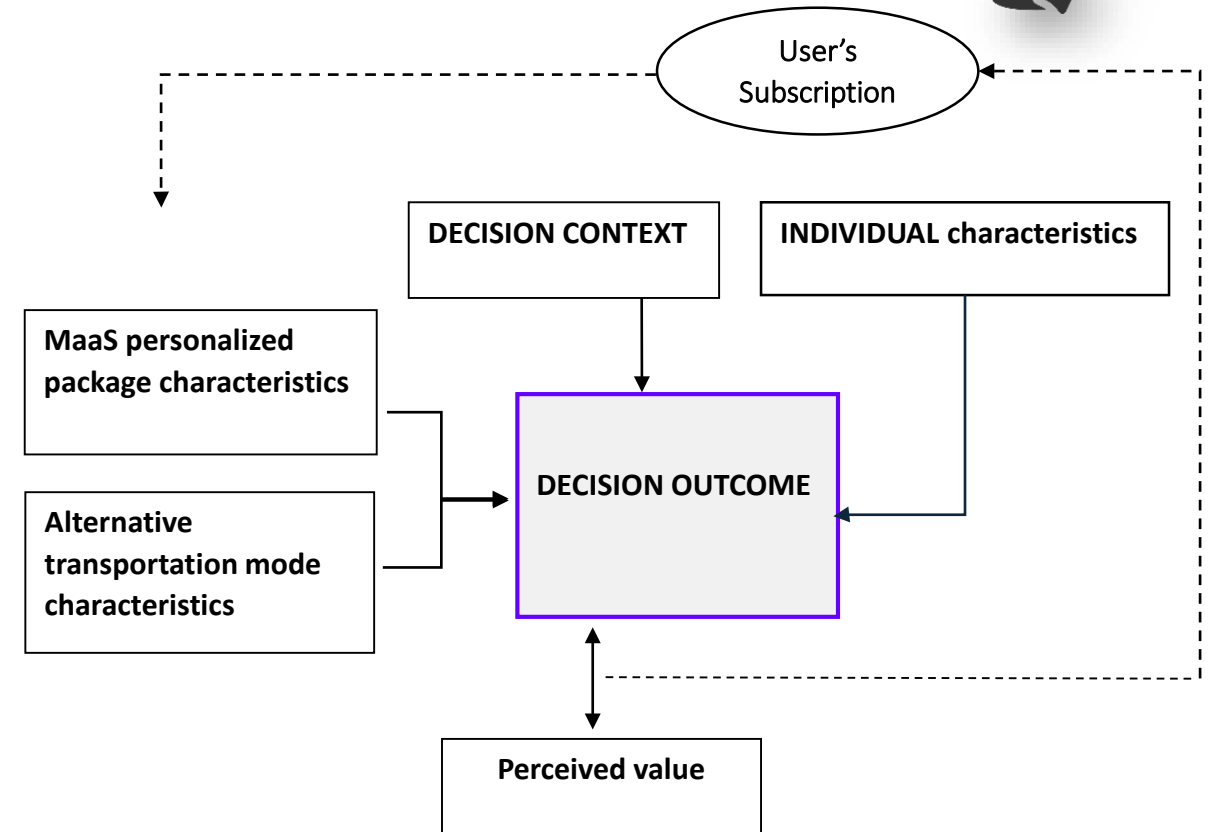 User's
Subscription
DECISION CONTEXT
INDIVIDUAL characteristics
MaaS personalized
package characteristics
DECISION OUTCOME
Alternative
transportation mode
characteristics
Perceived value